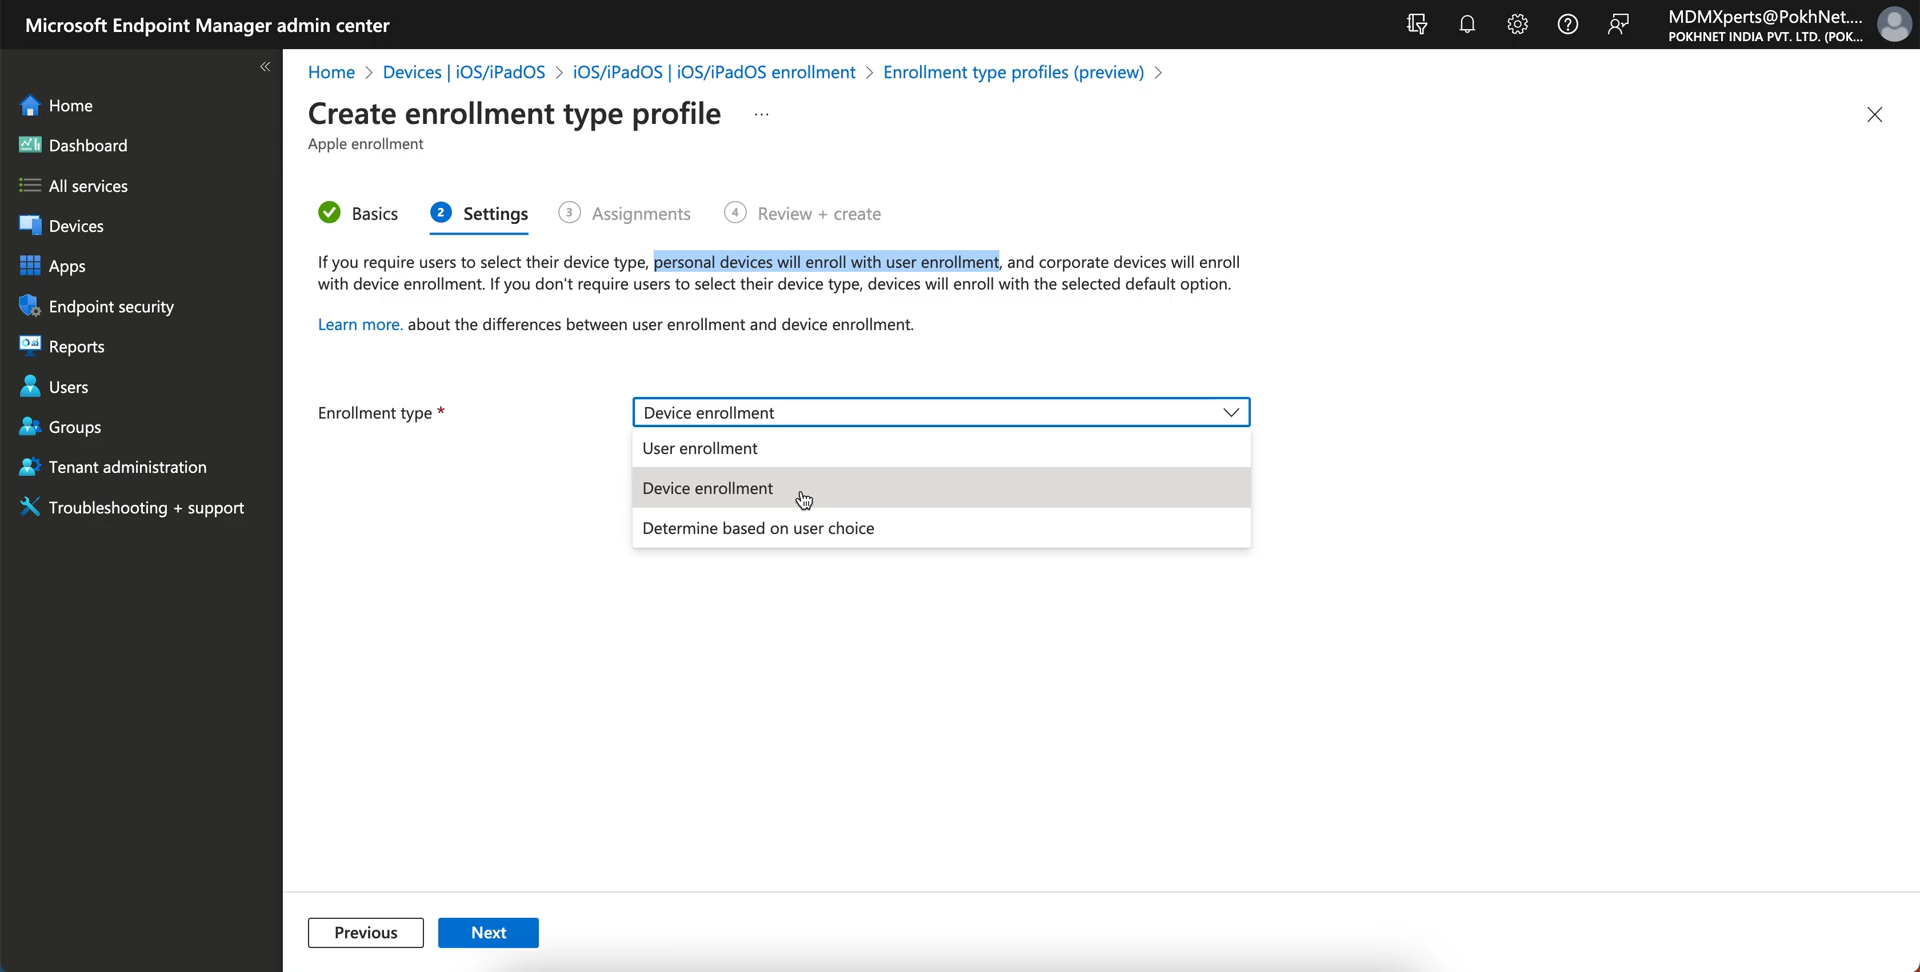 Microsoft Endpoint Manager admin center
MDMXperts@PokhNet....
POKHNET INDIA PVT. LTD. (POK...
«
Home
Dashboard
All services
Devices
Apps
Endpoint security
Reports
Users
Groups
Tenant administration
Troubleshooting + support
Home > Devices | iOS/iPadOS > iOS/iPadOS | iOS/iPadOS enrollment > Enrollment type profiles (preview) >
Create enrollment type profile ...
Apple enrollment
Basics 2 Settings 3 Assignments 4 Review + create
If you require users to select their device type, personal devices will enroll with user enrollment, and corporate devices will enroll
with device enrollment. If you don't require users to select their device type, devices will enroll with the selected default option.
Learn more. about the differences between user enrollment and device enrollment.
Enrollment type * Device enrollment
User enrollment
Device enrollment
Determine based on user choice
Previous Next